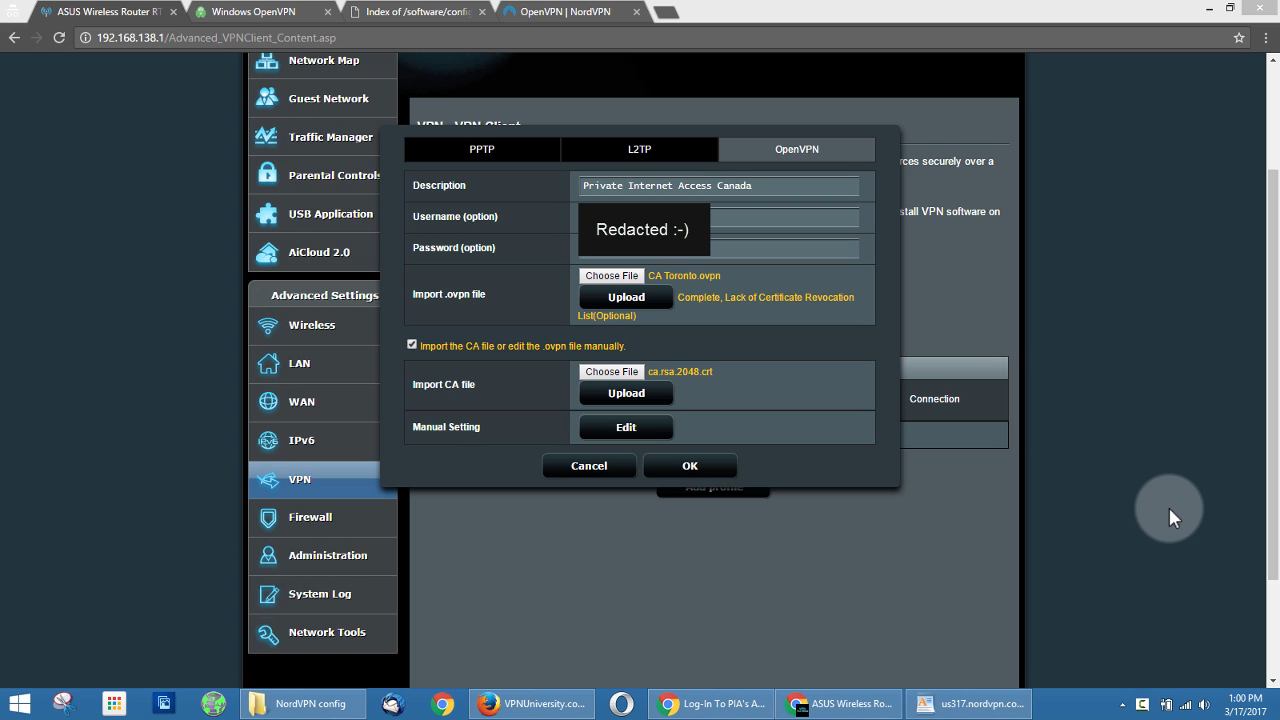 ASUS Wireless Router RT
Windows OpenVPN
Index of /software/config
OpenVPN | NordVPN
192.168.138.1/Advanced_VPNClient_Content.asp
Network Map
Guest Network
Traffic Manager
Parental Controls
USB Application
AiCloud 2.0
Advanced Settings
Wireless
LAN
WAN
IPv6
VPN
Firewall
Administration
System Log
Network Tools
VPN - VPN Client
rces securely over a
stall VPN software on
Connection
PPTP
L2TP
OpenVPN
Description
Private Internet Access Canada
Username (option)
Redacted :-)
Password (option)
Import .ovpn file
Choose File
CA Toronto.ovpn
Upload
Complete, Lack of Certificate Revocation
List(Optional)
Import the CA file or edit the .ovpn file manually.
Import CA file
Choose File
ca.rsa.2048.crt
Upload
Manual Setting
Edit
Cancel
OK
Add profile
NordVPN config
VPNUniversity.co...
Log-In To PIA's A...
ASUS Wireless Ro...
us317.nordvpn.co...
1:00 PM
3/17/2017